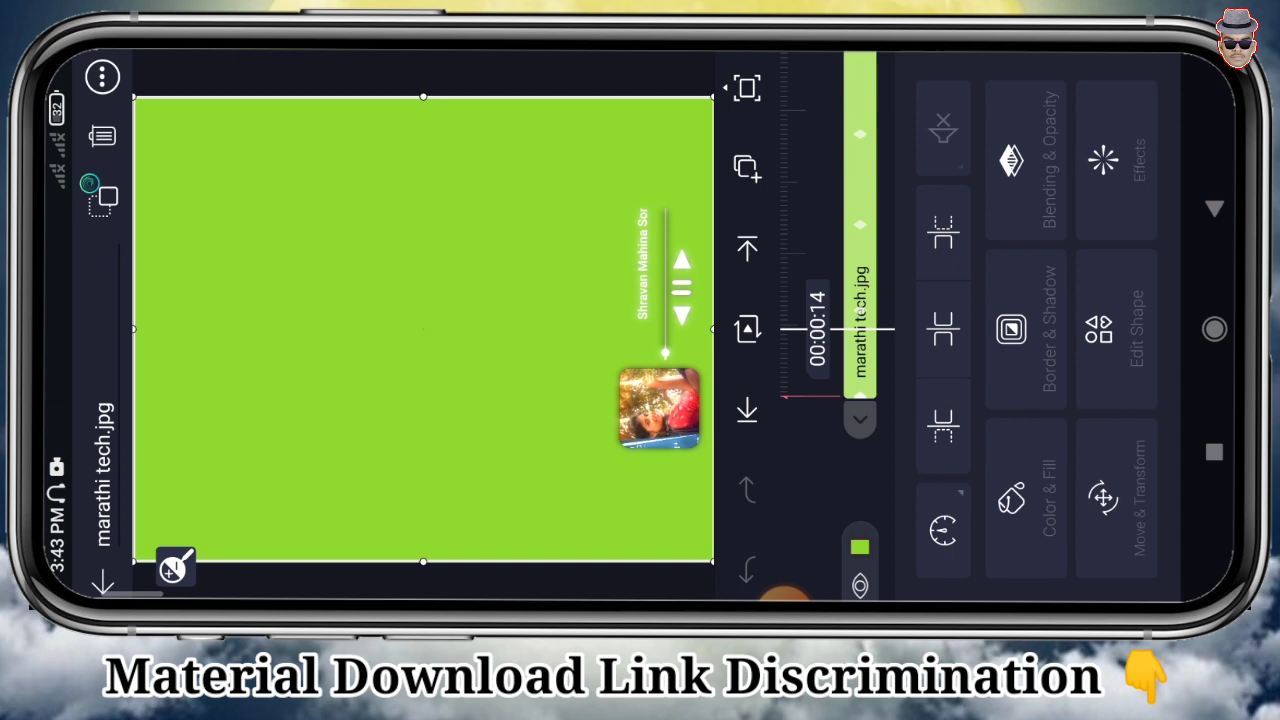 3:43 PM
32
marathi tech.jpg
Shravan Mahina Sor
00:00:14
marathi tech.jpg
Color & Fill
Border & Shadow
Blending & Opacity
Move & Transform
Edit Shape
Effects
Material Download Link Discrimination 👇